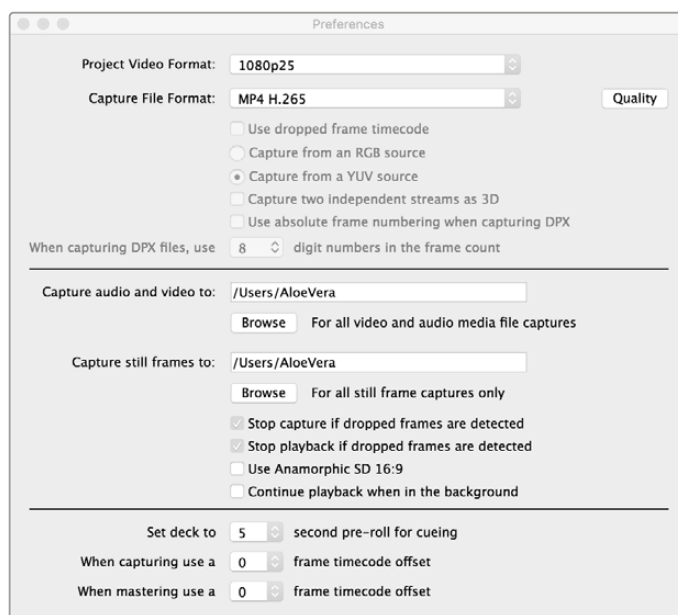 Preferences
Project Video Format: 1080p25
Capture File Format: MP4 H.265 Quality
Use dropped frame timecode
Capture from an RGB source
Capture from a YUV source
Capture two independent streams as 3D
Use absolute frame numbering when capturing DPX
When capturing DPX files, use 8 digit numbers in the frame count
Capture audio and video to: /Users/AloeVera
Browse For all video and audio media file captures
Capture still frames to: /Users/AloeVera
Browse For all still frame captures only
Stop capture if dropped frames are detected
Stop playback if dropped frames are detected
Use Anamorphic SD 16:9
Continue playback when in the background
Set deck to 5 second pre-roll for cueing
When capturing use a 0 frame timecode offset
When mastering use a 0 frame timecode offset